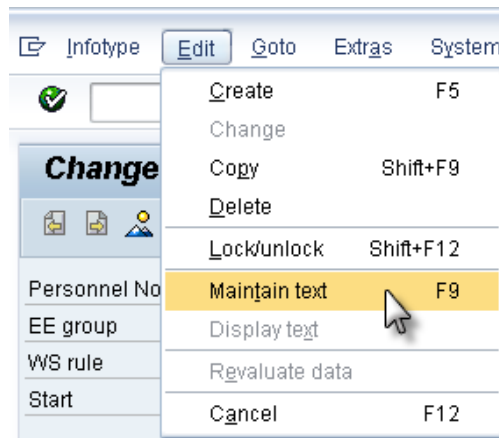 Infotype Edit Goto Extras System
Create F5
Change
Change
Copy Shift+F9
Delete
Lock/unlock Shift+F12
Personnel No
Maintain text F9
EE group
Display text
WS rule
Revaluate data
Start
Cancel F12